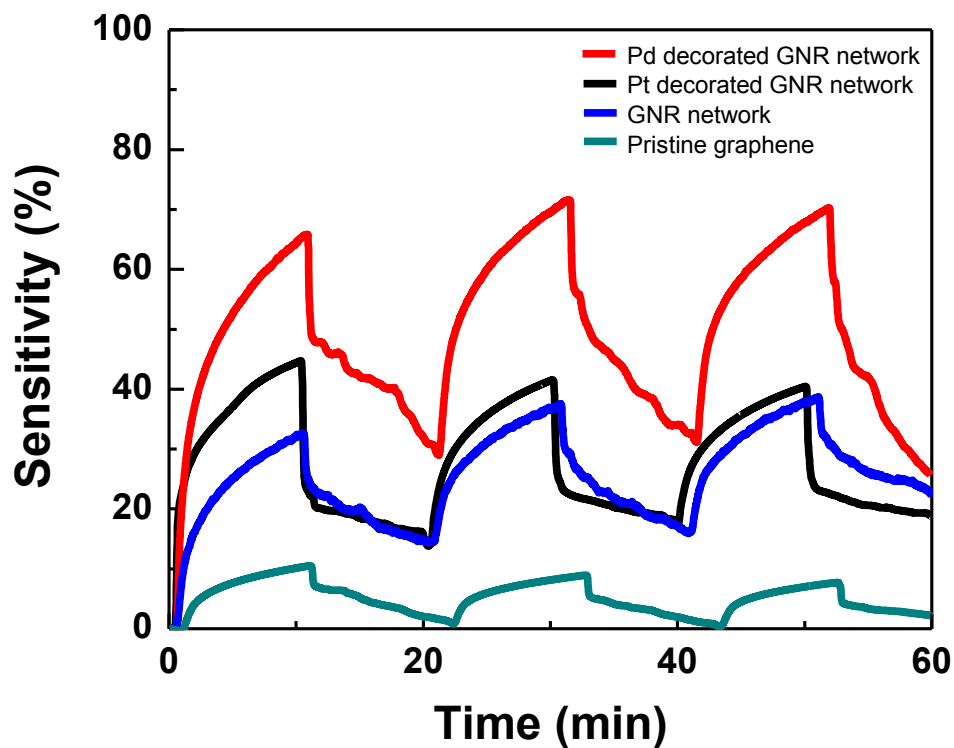 100
80
60
40
20
0
Sensitivity (%)
Pd decorated GNR network
Pt decorated GNR network
GNR network
Pristine graphene
0 20 40 60
Time (min)